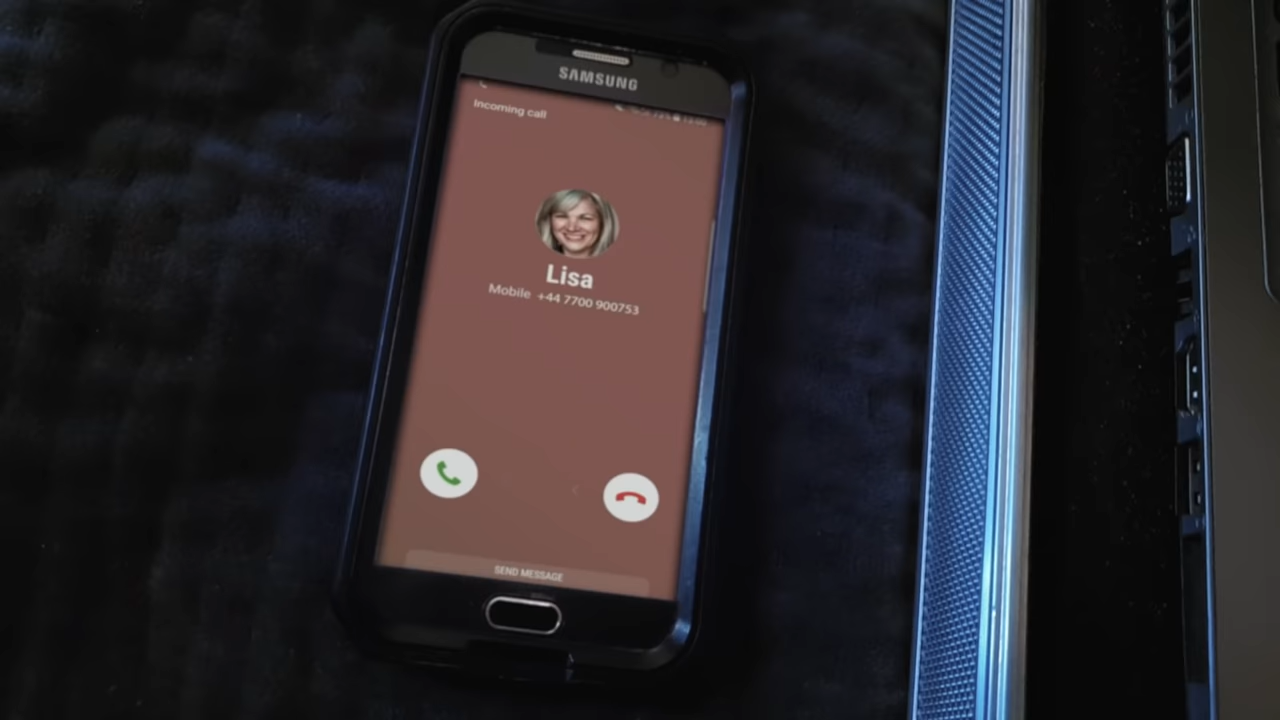 SAMSUNG
Incoming call
Lisa
Mobile +44 7700 900753
SEND MESSAGE